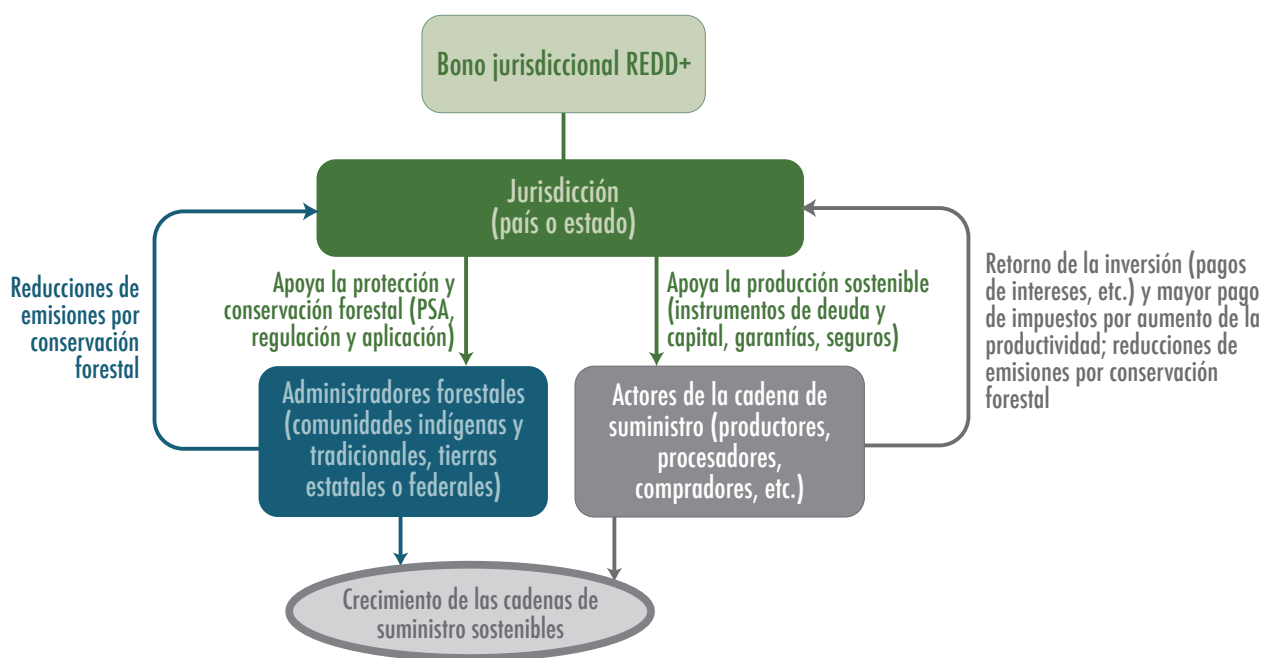 Bono jurisdiccional REDD+
Jurisdicción
(país o estado)
Reducciones de
emisiones por
conservación
forestal
Apoya la protección y
conservación forestal (PSA,
regulación y aplicación)
Apoya la producción sostenible
(instrumentos de deuda y
capital, garantías, seguros)
Retorno de la inversión (pagos
de intereses, etc.) y mayor pago
de impuestos por aumento de la
productividad; reducciones de
emisiones por conservación
forestal
Administradores forestales
(comunidades indígenas y
tradicionales, tierras
estatales o federales)
Actores de la cadena de
suministro (productores,
procesadores,
compradores, etc.)
Crecimiento de las cadenas de
suministro sostenibles